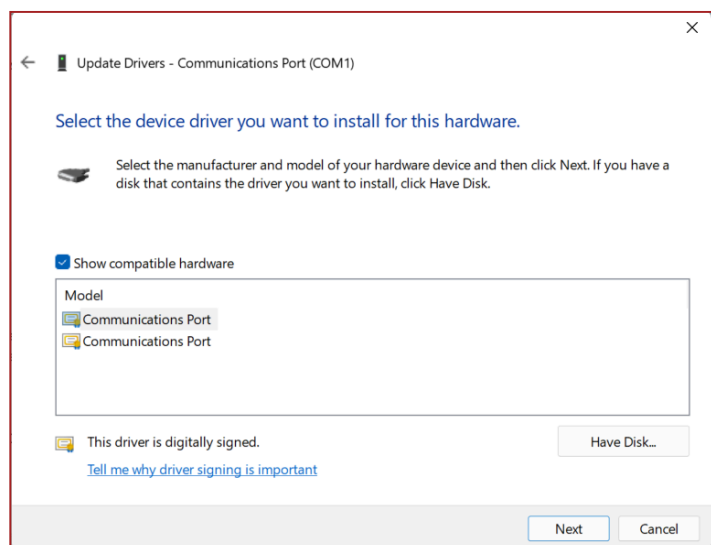 Update Drivers - Communications Port (COM1)
Select the device driver you want to install for this hardware.
Select the manufacturer and model of your hardware device and then click Next. If you have a
disk that contains the driver you want to install, click Have Disk.
Show compatible hardware
Model
Communications Port
Communications Port
This driver is digitally signed.
Have Disk...
Tell me why driver signing is important
Next
Cancel